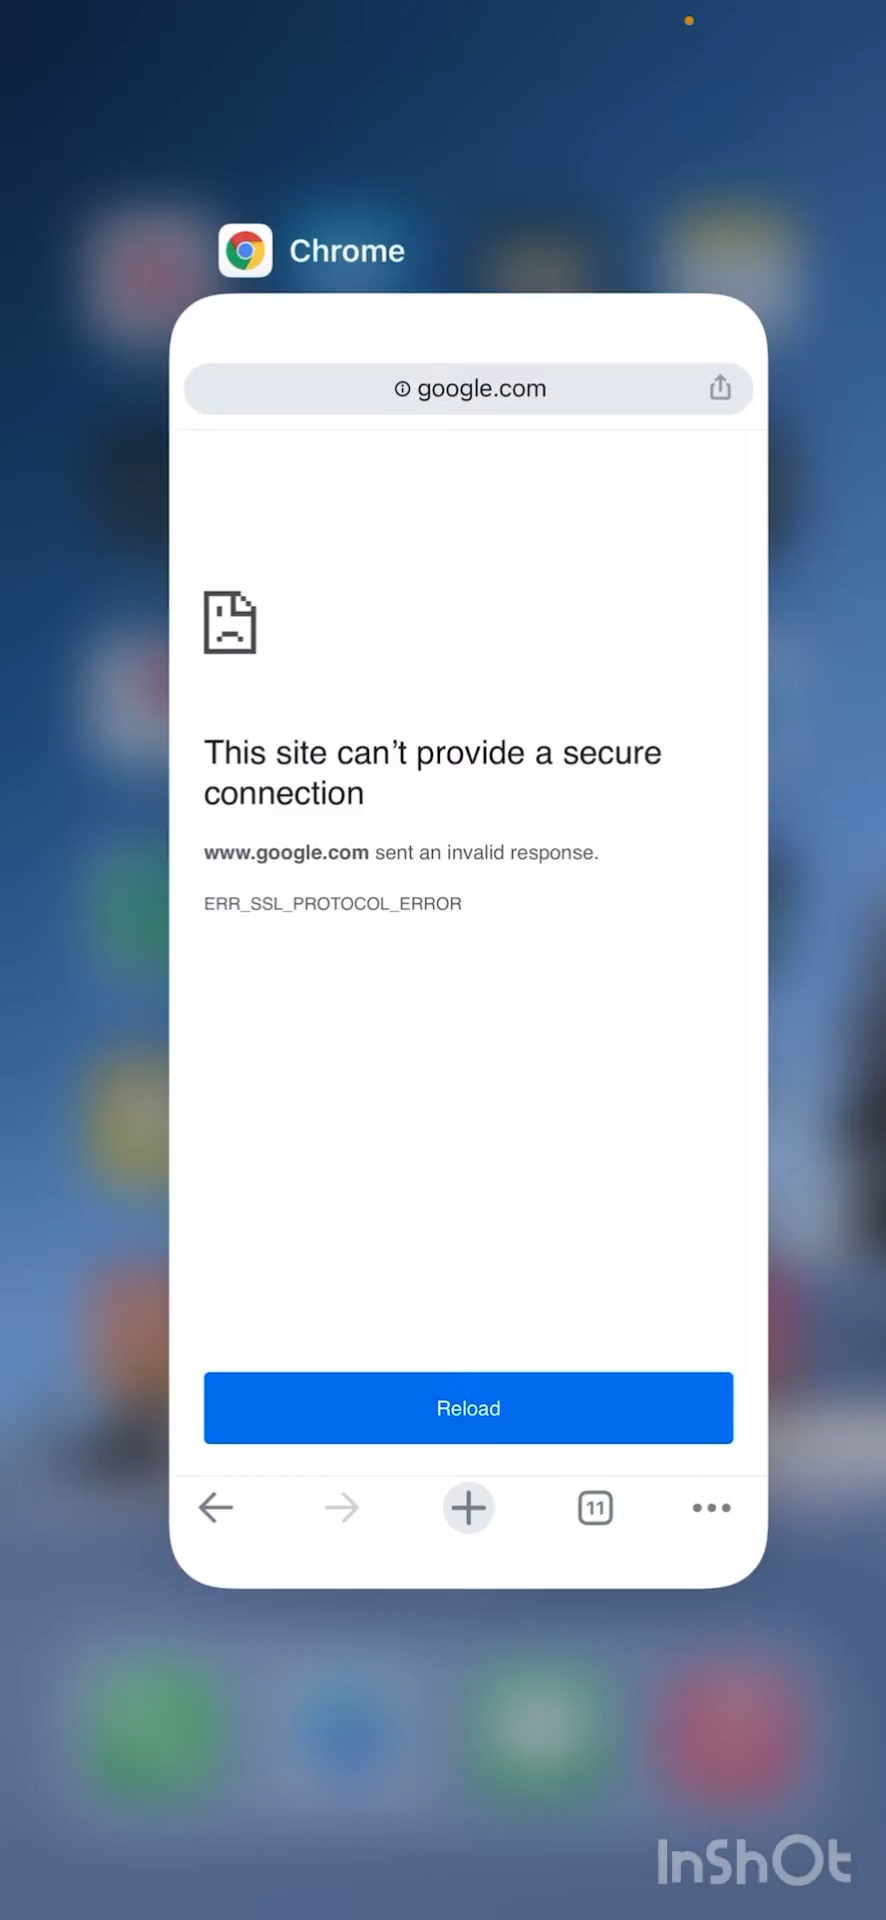 Chrome
google.com
This site can’t provide a secure
connection
www.google.com sent an invalid response.
ERR_SSL_PROTOCOL_ERROR
Reload
11
InShOt